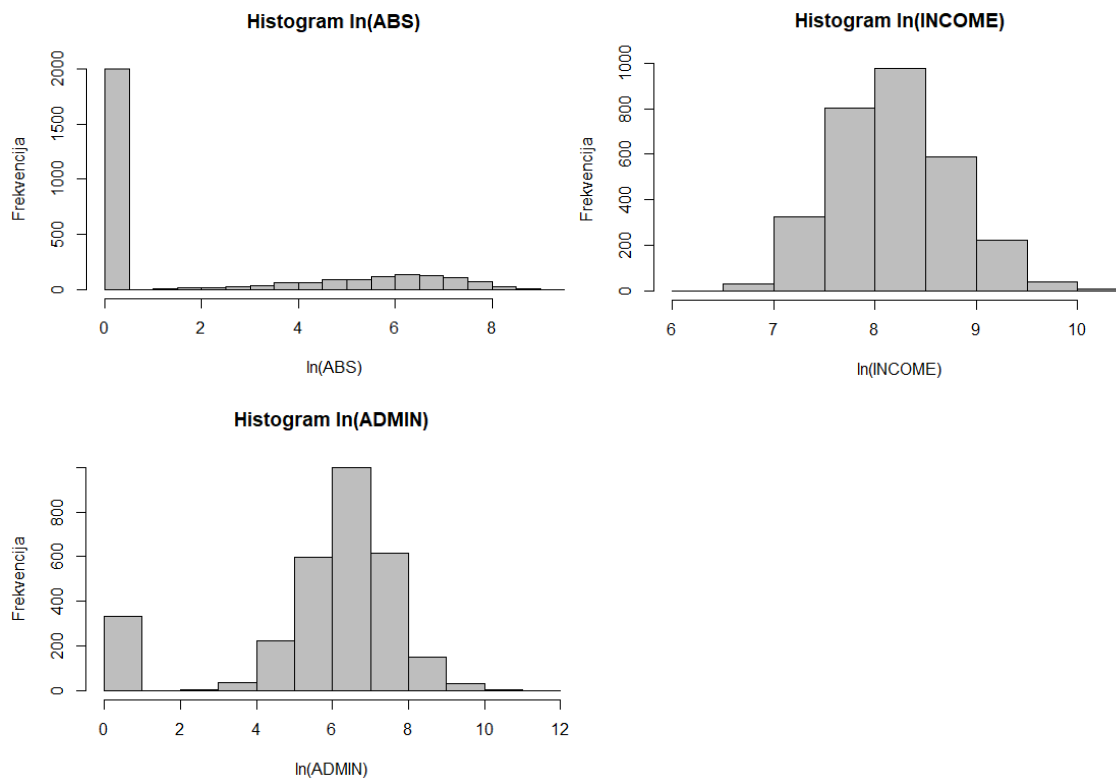 Histogram ln(ABS)
Frekvencija
2000
1500
1000
500
0
0 2 4 6 8
ln(ABS)
Histogram ln(INCOME)
Frekvencija
1000
800
600
400
200
0
6 7 8 9 10
ln(INCOME)
Histogram ln(ADMIN)
Frekvencija
800
600
400
200
0
0 2 4 6 8 10 12
ln(ADMIN)